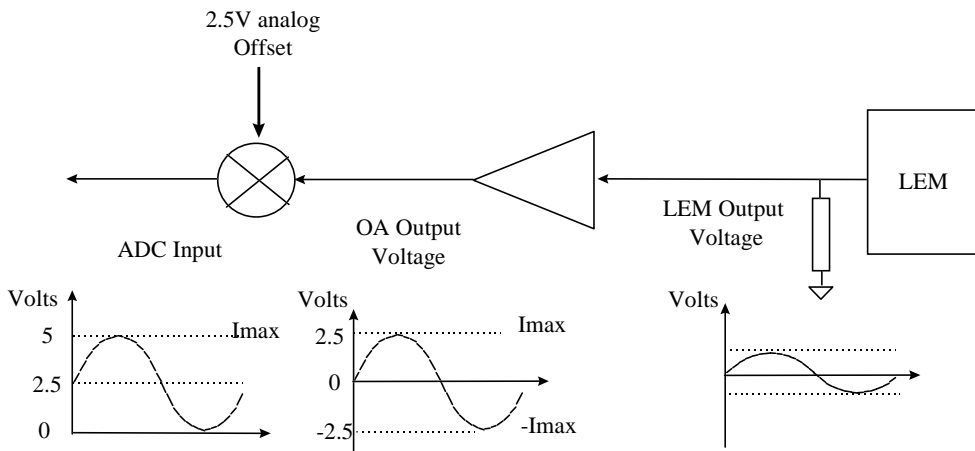 2.5V analog
Offset
LEM
OA Output
Voltage
LEM Output
Voltage
ADC Input
Volts
5
2.5
0
Imax
2.5
0
-2.5
Imax
-Imax
Volts